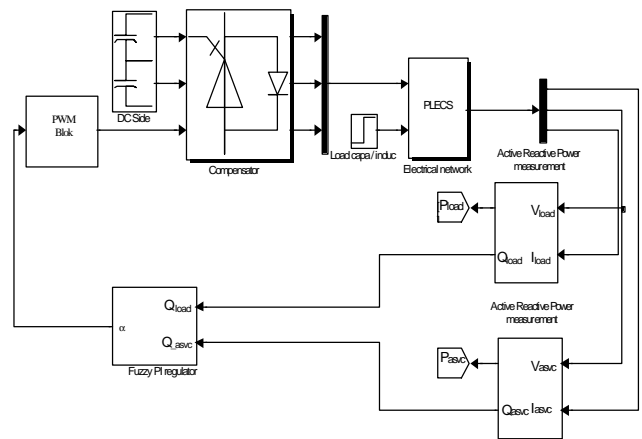 DC Side
PWM
Blok
Compensator
Load capa / induc
PLECS
Electrical network
Active Reactive Power
measurement
Pload
Vload
Qload
Iload
Active Reactive Power
measurement
Qload
α
Q_asvc
Fuzzy PI regulator
Pasvc
Vasvc
Qasvc
Iasvc